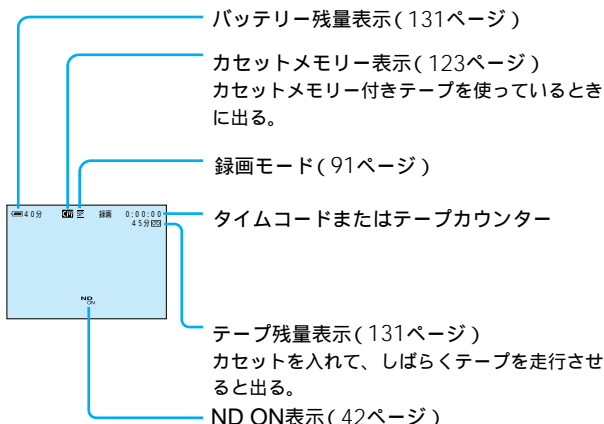 バッテリー残量表示(131ページ)
カセットメモリー表示(123ページ)
カセットメモリー付きテープを使っているとき
に出る。
録画モード(91ページ)
40分 SP 録画 0:00:00
45分
タイムコードまたはテープカウンター
ND
ON
テープ残量表示(131ページ)
カセットを入れて、しばらくテープを走行させ
ると出る。
ND ON表示(42ページ)